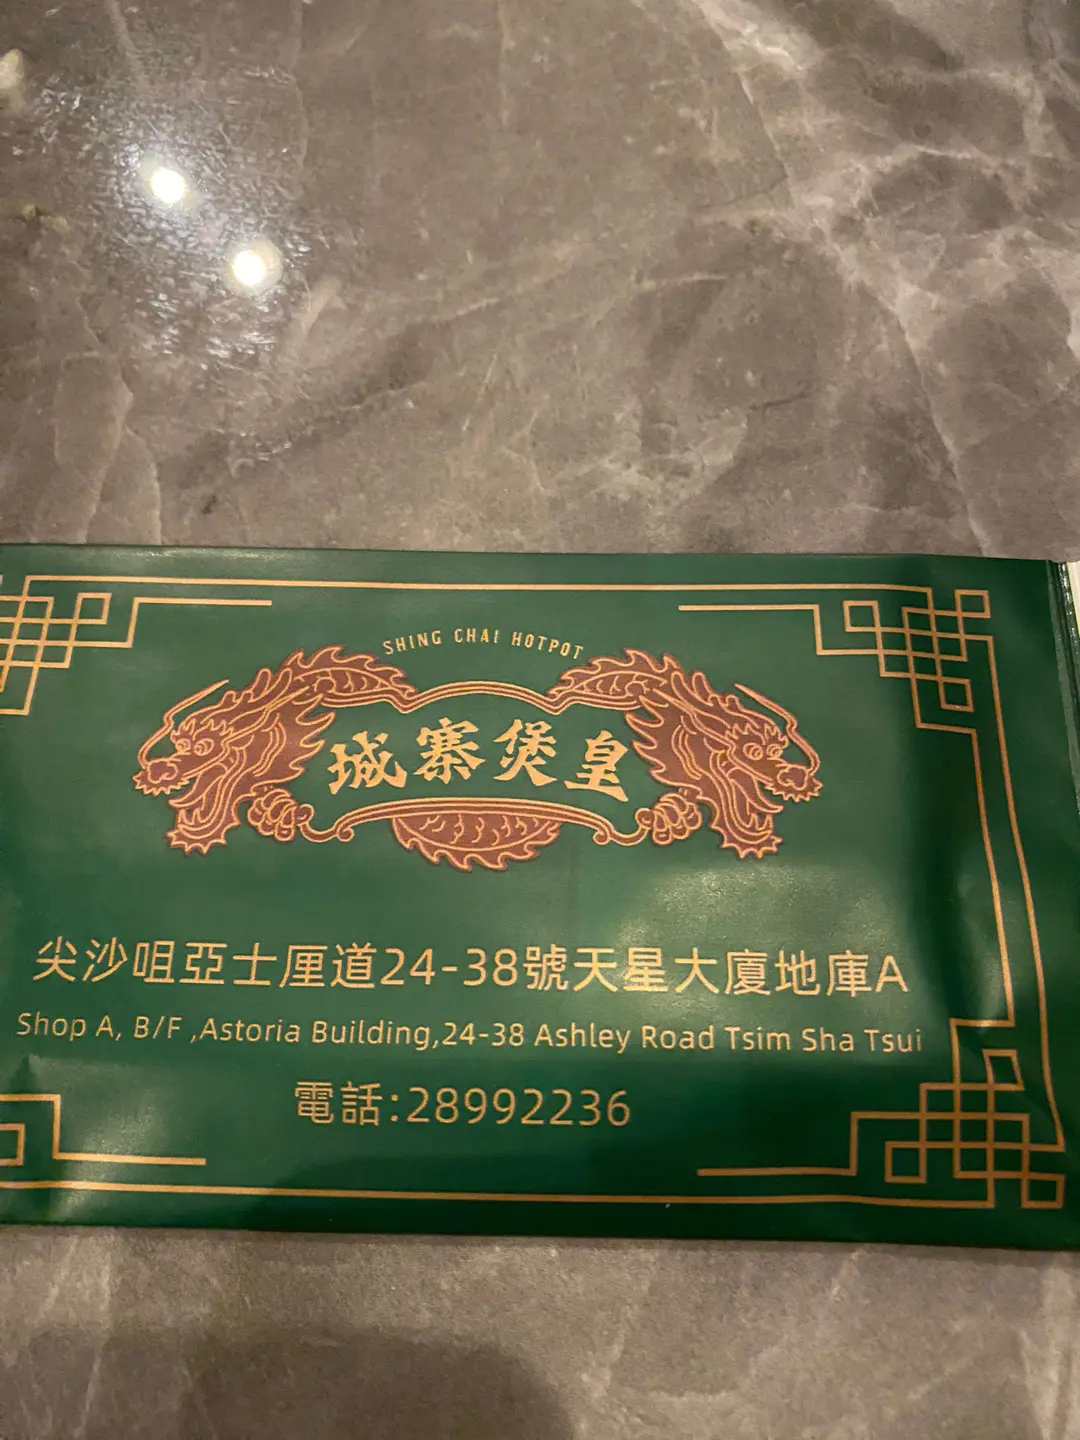 SHING CHAI HOTPOT
城寨煲皇
尖沙咀亞士厘道24-38號天星大廈地庫A
Shop A, B/F ,Astoria Building,24-38 Ashley Road Tsim Sha Tsui
電話:28992236